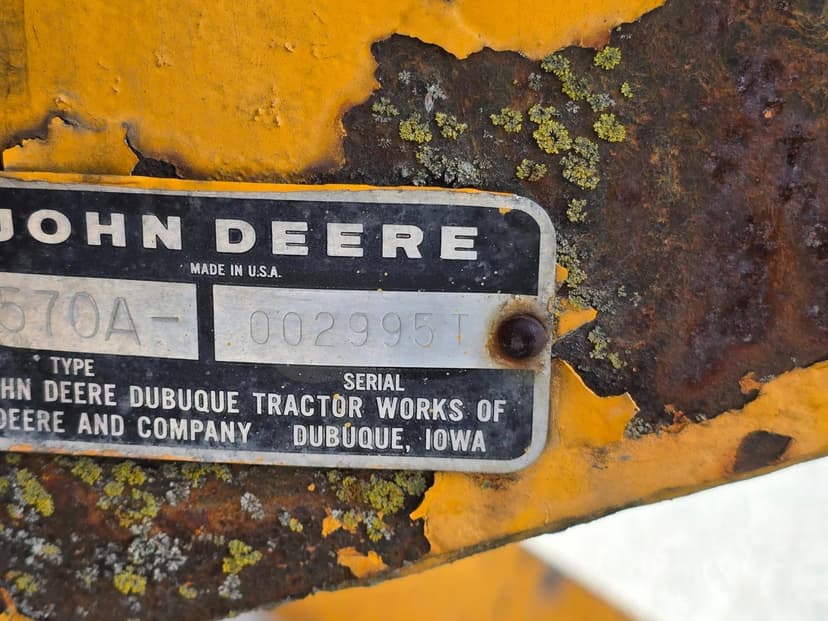 JOHN DEERE
MADE IN U.S.A.
570A- 002995T
TYPE SERIAL
HN DEERE DUBUQUE TRACTOR WORKS OF
DEERE AND COMPANY DUBUQUE, IOWA